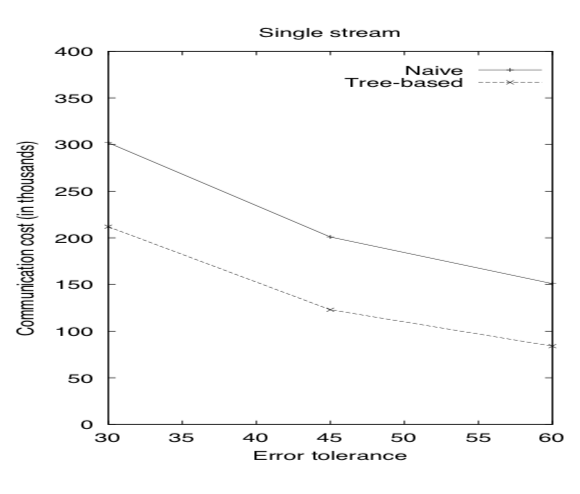 Single stream
400
350
300
250
200
150
100
50
0
Communication cost (in thousands)
Naive
Tree-based
30 35 40 45 50 55 60
Error tolerance